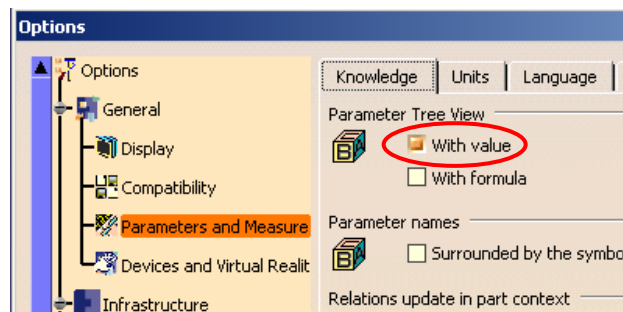 Options
Options
General
Display
Compatibility
Parameters and Measure
Devices and Virtual Realit
Infrastructure
Knowledge Units Language
Parameter Tree View
With value
With formula
Parameter names
Surrounded by the symbo
Relations update in part context